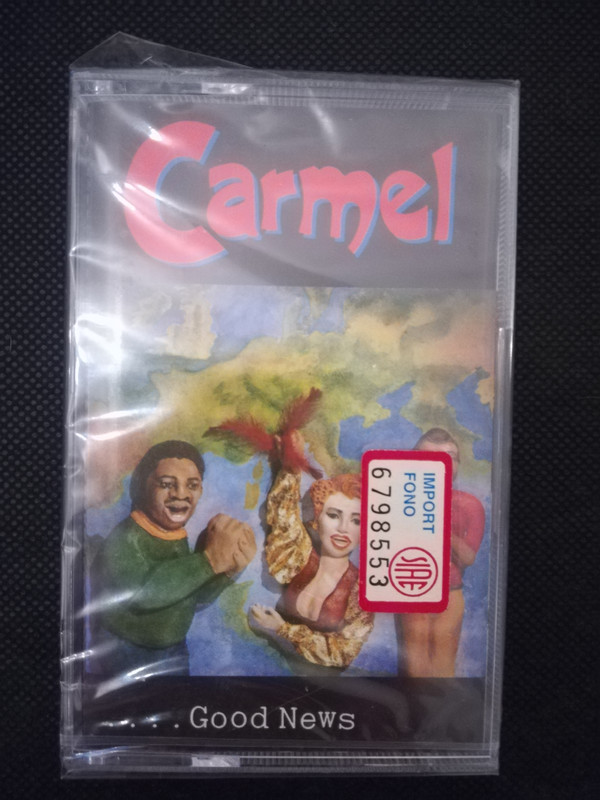 Carmel
IMPORT
FONO
6798553
SIAE
....Good News